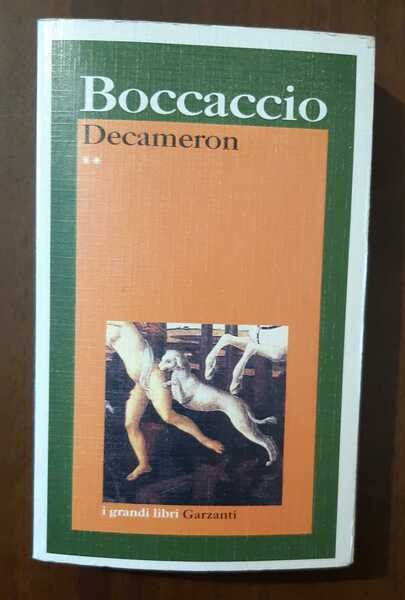 Boccaccio
Decameron
**
i grandi libri Garzanti